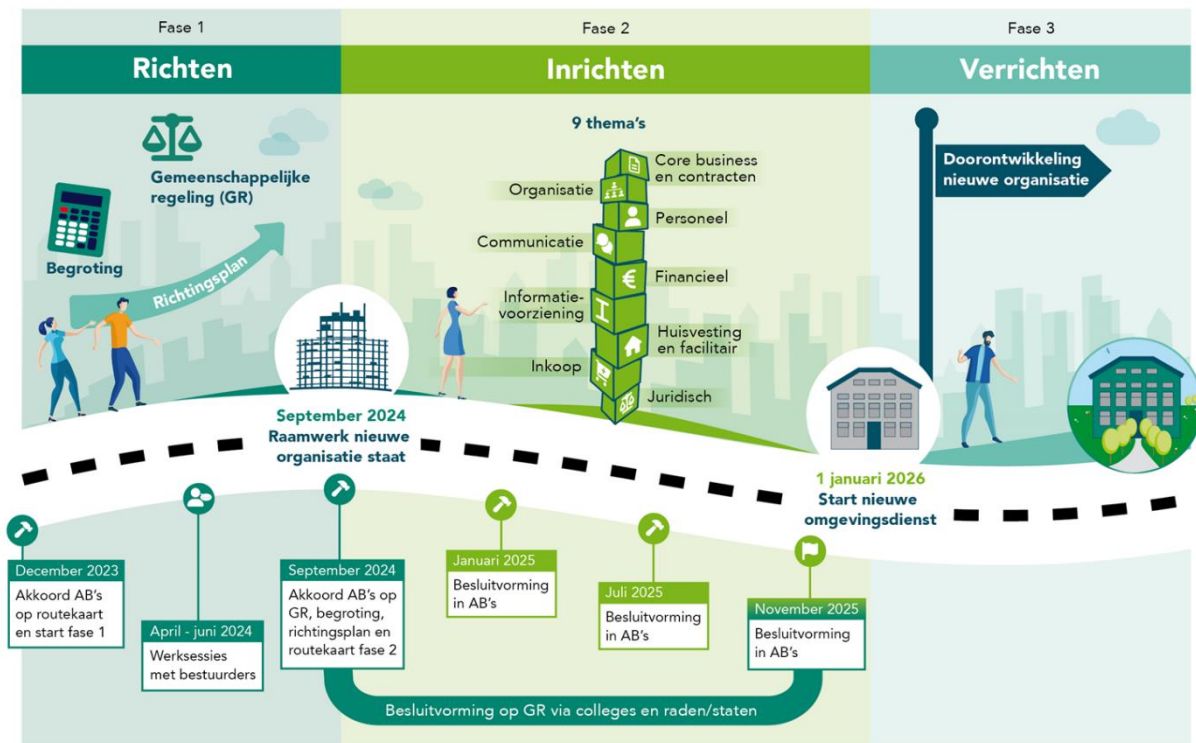 Fase 1
Richten
Fase 2
Inrichten
Fase 3
Verrichten
Gemeenschappelijke
regeling (GR)
Begroting
Richtingsplan
September 2024
Raamwerk nieuwe
organisatie staat
9 thema's
Core business
en contracten
Organisatie
Personeel
Communicatie
Financieel
Informatie-
voorziening
Huisvesting
en facilitair
Inkoop
Juridisch
Doorontwikkeling
nieuwe organisatie
1 januari 2026
Start nieuwe
omgevingsdienst
December 2023
Akkoord AB's
op routekaart
en start fase 1
April - juni 2024
Werksessies
met bestuurders
September 2024
Akkoord AB's op
GR, begroting,
richtingsplan en
routekaart fase 2
Januari 2025
Besluitvorming
in AB's
Juli 2025
Besluitvorming
in AB's
November 2025
Besluitvorming
in AB's
Besluitvorming op GR via colleges en raden/staten